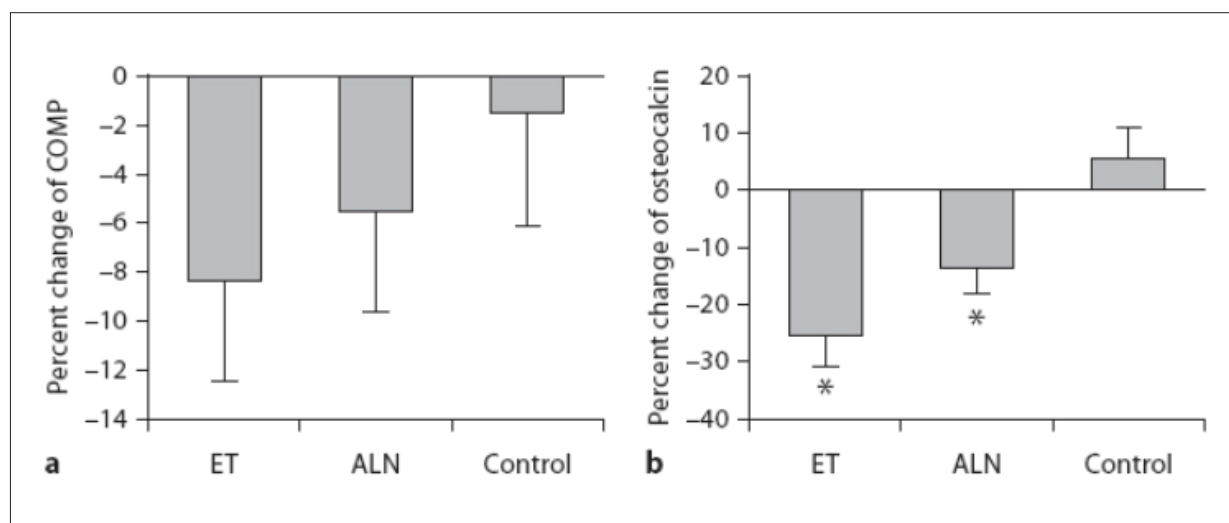 Percent change of COMP
0
–2
–4
–6
–8
–10
–12
–14
a
ET
ALN
Control
Percent change of osteocalcin
20
10
0
–10
–20
–30
–40
*
*
b
ET
ALN
Control